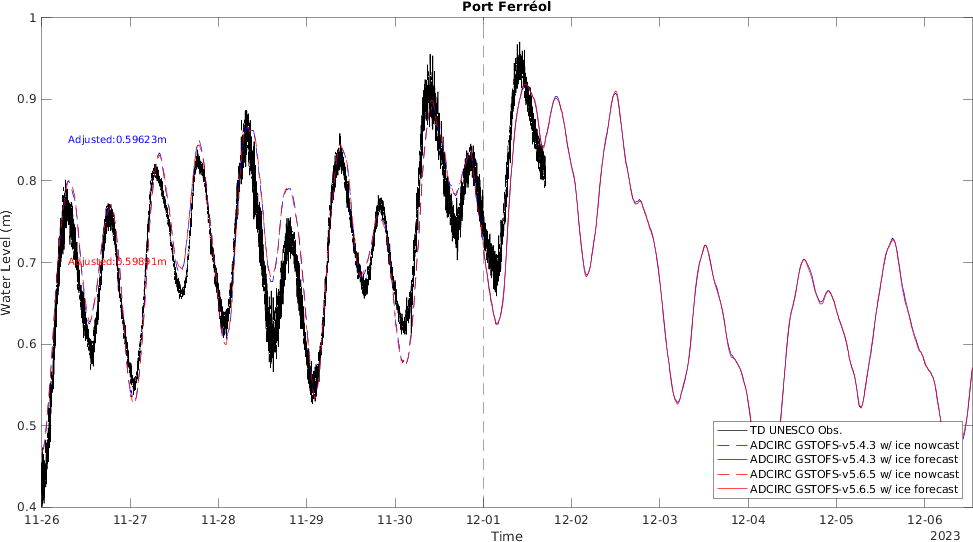 Port Ferréol
Water Level (m)
1
0.9
0.8
0.7
0.6
0.5
0.4
Adjusted:0.59623m
Adjusted:0.59891m
TD UNESCO Obs.
ADCIRC GSTOFS-v5.4.3 w/ ice nowcast
ADCIRC GSTOFS-v5.4.3 w/ ice forecast
ADCIRC GSTOFS-v5.6.5 w/ ice nowcast
ADCIRC GSTOFS-v5.6.5 w/ ice forecast
11-26 11-27 11-28 11-29 11-30 12-01 12-02 12-03 12-04 12-05 12-06
Time
2023